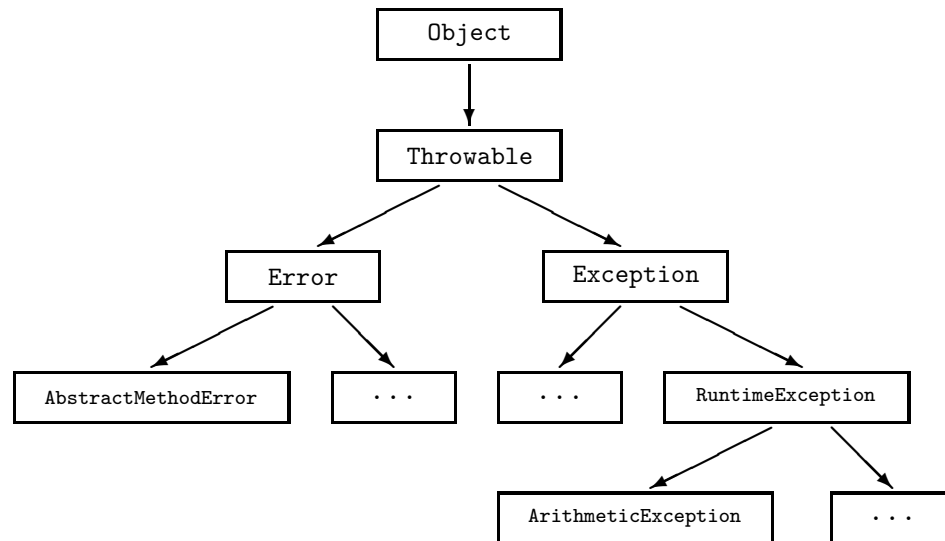 Object
Throwable
Error
Exception
AbstractMethodError
...
...
RuntimeException
ArithmeticException
...